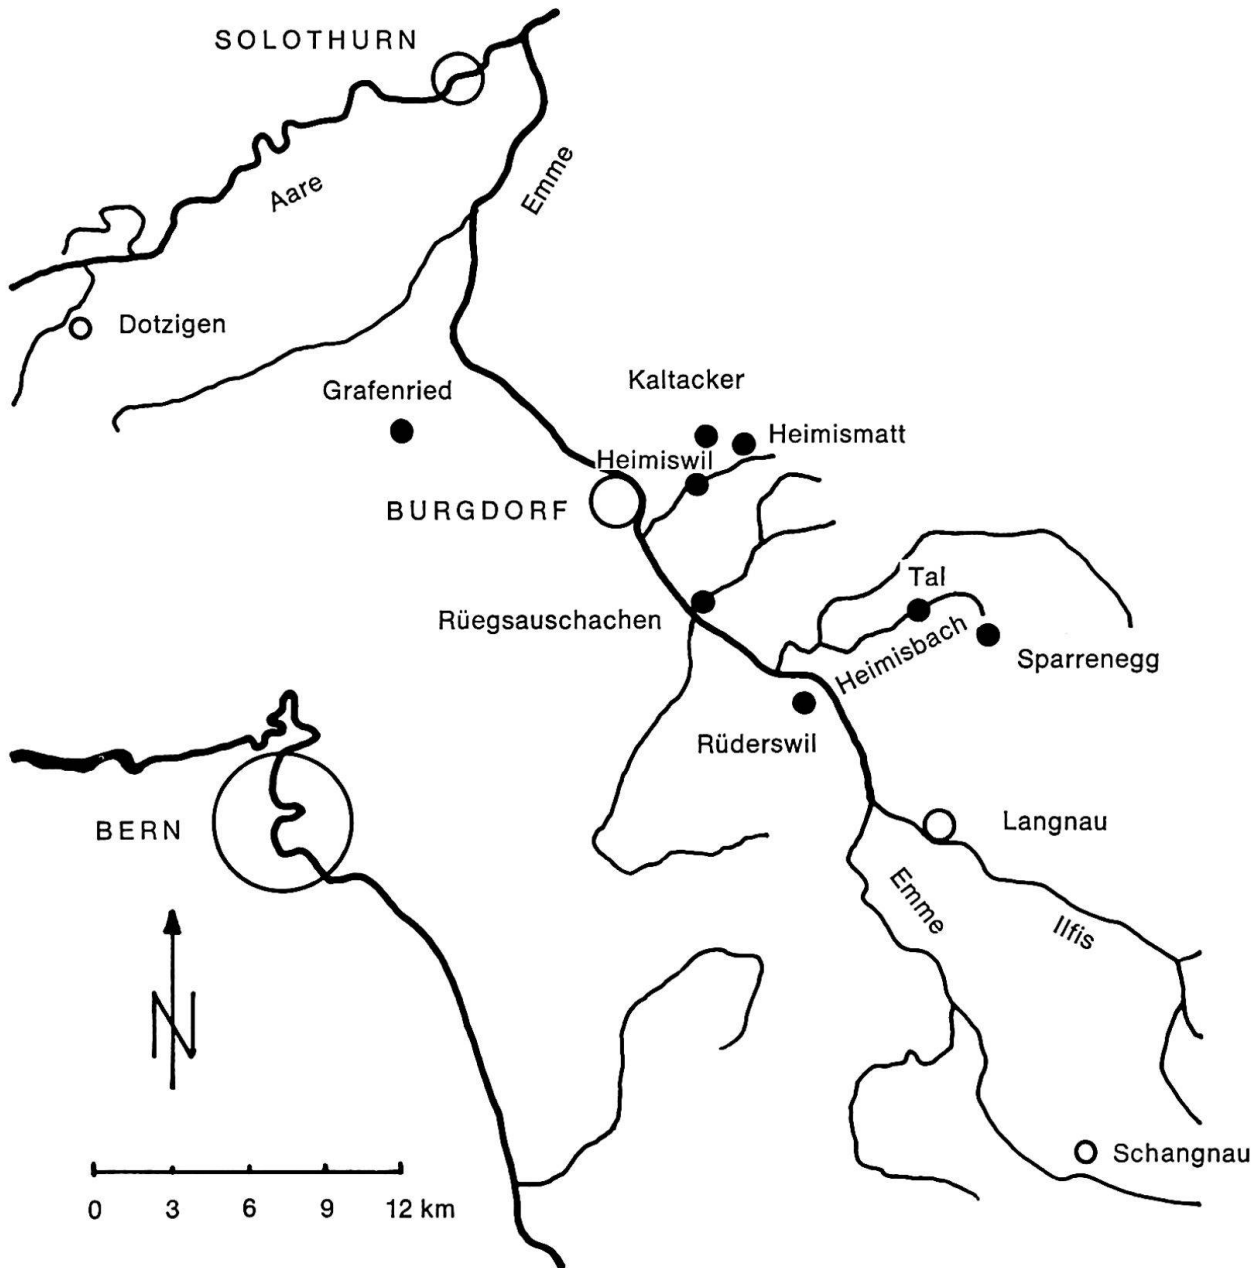 SOLOTHURN
Aare
Emme
Dotzigen
Grafenried
Kaltacker
Heimismatt
Heimiswil
BURGDORF
Tal
Rüegsauschachen
Heimisbach
Sparrenegg
Rüderswil
BERN
Langnau
Emme
Ilfis
N
Schangnau
0 3 6 9 12 km